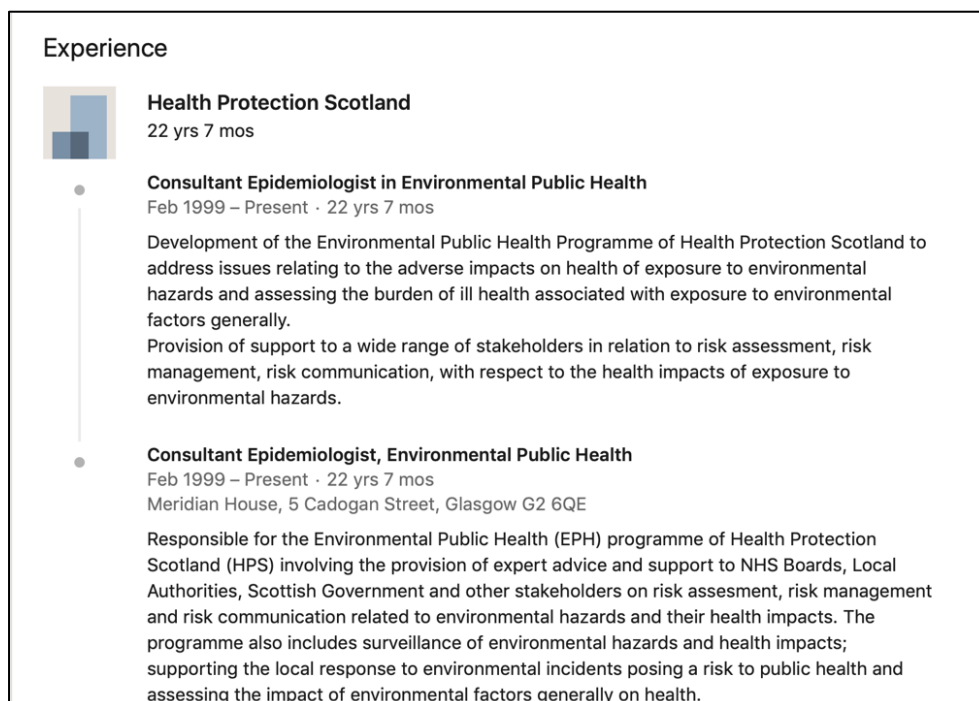 Experience
Health Protection Scotland
22 yrs 7 mos
Consultant Epidemiologist in Environmental Public Health
Feb 1999 – Present · 22 yrs 7 mos
Development of the Environmental Public Health Programme of Health Protection Scotland to
address issues relating to the adverse impacts on health of exposure to environmental
hazards and assessing the burden of ill health associated with exposure to environmental
factors generally.
Provision of support to a wide range of stakeholders in relation to risk assessment, risk
management, risk communication, with respect to the health impacts of exposure to
environmental hazards.
Consultant Epidemiologist, Environmental Public Health
Feb 1999 – Present · 22 yrs 7 mos
Meridian House, 5 Cadogan Street, Glasgow G2 6QE
Responsible for the Environmental Public Health (EPH) programme of Health Protection
Scotland (HPS) involving the provision of expert advice and support to NHS Boards, Local
Authorities, Scottish Government and other stakeholders on risk assesment, risk management
and risk communication related to environmental hazards and their health impacts. The
programme also includes surveillance of environmental hazards and health impacts;
supporting the local response to environmental incidents posing a risk to public health and
assessing the impact of environmental factors generally on health.